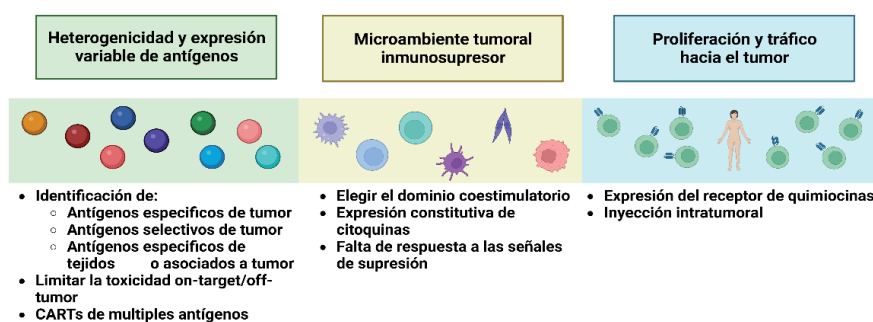 Heterogenicidad y expresión
variable de antígenos
Microambiente tumoral
inmunosupresor
Proliferación y tráfico
hacia el tumor
• Identificación de:
○ Antígenos especificos de tumor
○ Antígenos selectivos de tumor
○ Antígenos especificos de
tejidos o asociados a tumor
• Limitar la toxicidad on-target/off-
tumor
• CARTs de multiples antígenos
• Elegir el dominio coestimulatorio
• Expresión constitutiva de
citoquinas
• Falta de respuesta a las señales
de supresión
• Expresión del receptor de quimiocinas
• Inyección intratumoral